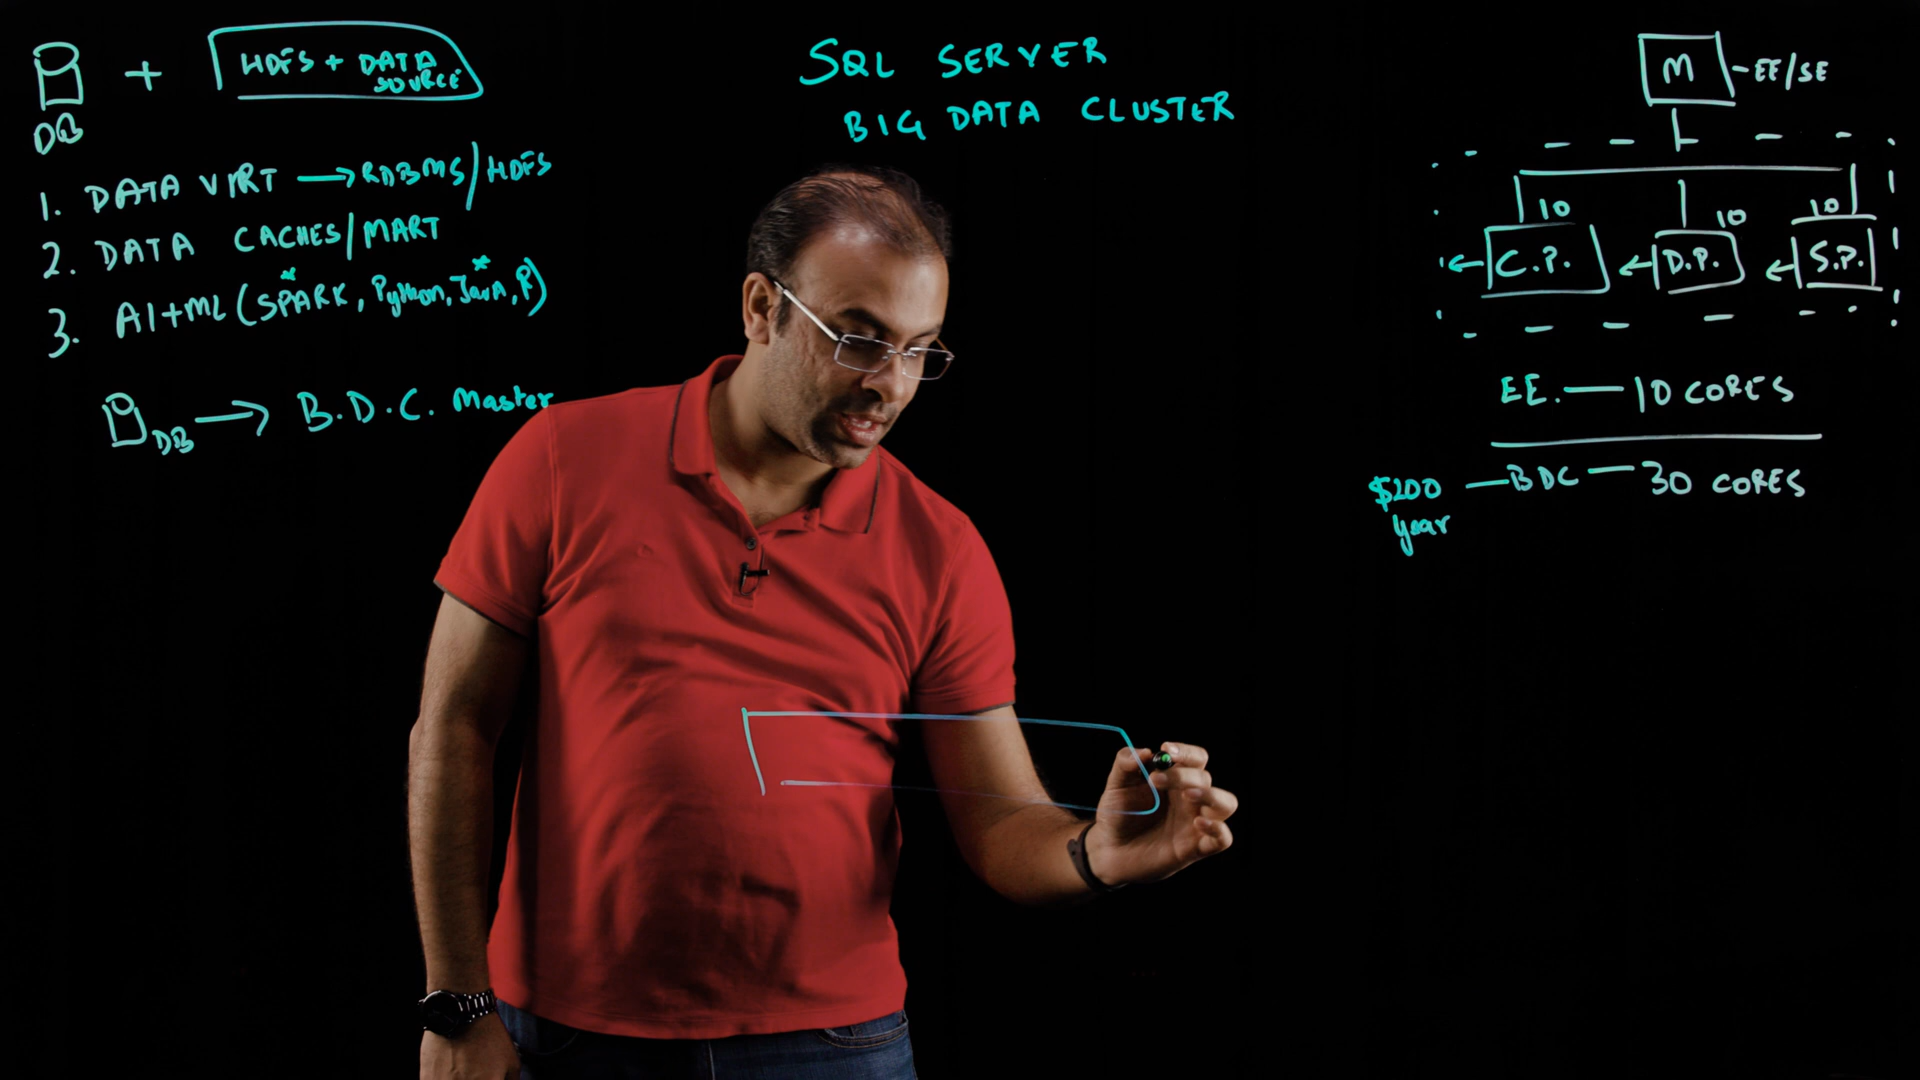 DB
+
HDFS + DATA
SOURCE
1. DATA VIRT → RDBMS/HDFS
2. DATA CACHES/MART
3. AI+ML (SPARK*, Python, Java*, R)
DB → B.D.C. Master
SQL SERVER
BIG DATA CLUSTER
M - EE/SE
10 10 10
C.P. D.P. S.P.
EE. — 10 CORES
$200 — BDC — 30 CORES
year